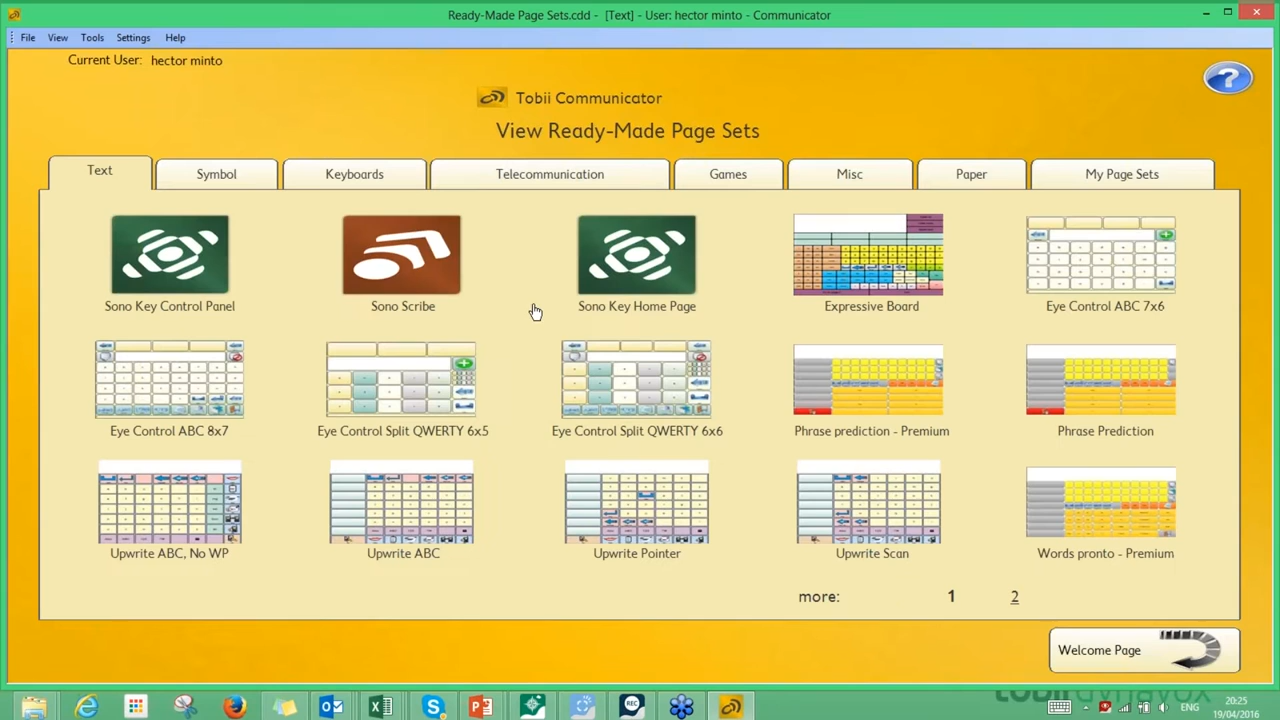 Ready-Made Page Sets.cdd - [Text] - User: hector minto - Communicator
File View Tools Settings Help
Current User: hector minto
Tobii Communicator
View Ready-Made Page Sets
Text Symbol Keyboards Telecommunication Games Misc Paper My Page Sets
Sono Key Control Panel Sono Scribe Sono Key Home Page Expressive Board Eye Control ABC 7x6
Eye Control ABC 8x7 Eye Control Split QWERTY 6x5 Eye Control Split QWERTY 6x6 Phrase prediction - Premium Phrase Prediction
Upwrite ABC, No WP Upwrite ABC Upwrite Pointer Upwrite Scan Words pronto - Premium
more: 1 2
Welcome Page
tobii dynavox
ENG
20:25
19/04/2016
REC